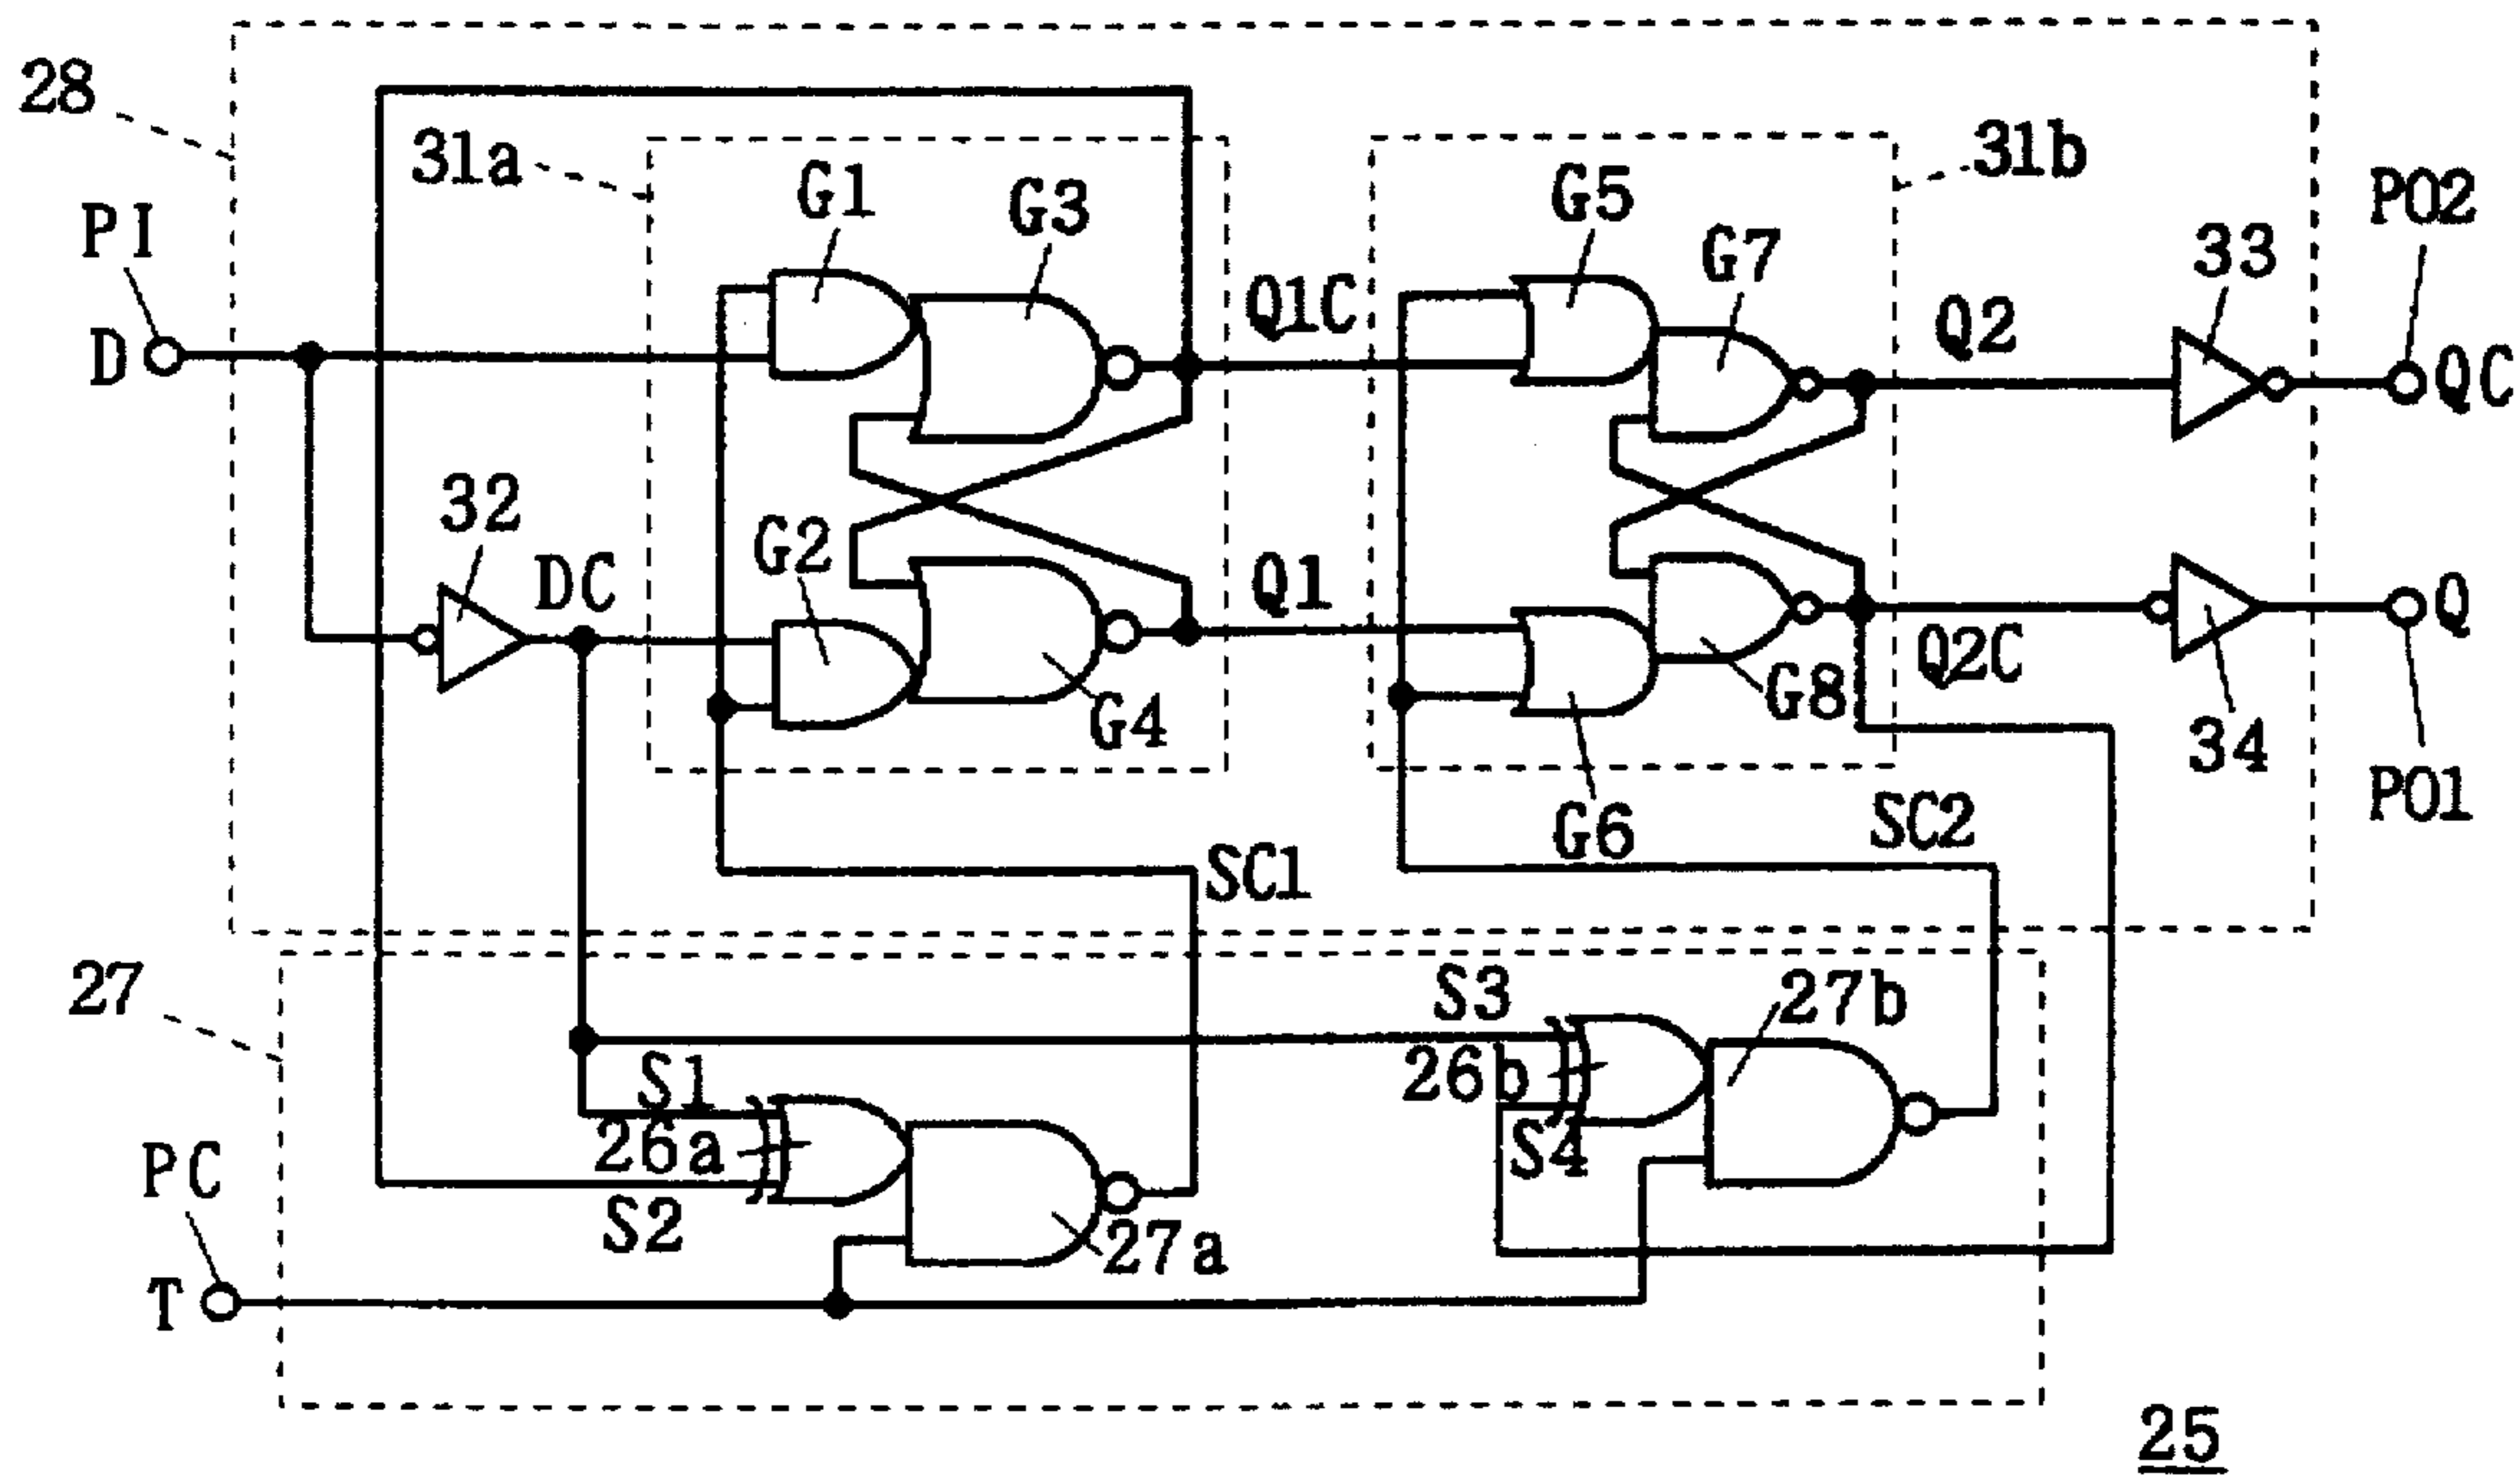 28
31a
G1
G3
G5
G7
31b
PO2
33
PI
D
Q1C
Q2
QC
32
DC
G2
G4
Q1
G8
Q2C
34
Q
PO1
G6
SC2
SC1
27
S3
26b
S4
27b
S1
26a
S2
27a
PC
T
25